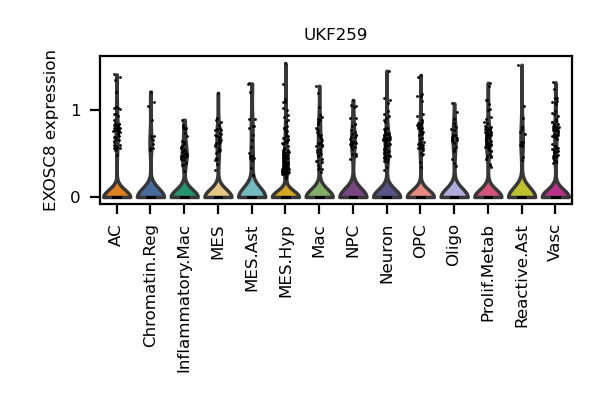 UKF259
EXOSC8 expression
1
0
AC
Chromatin.Reg
Inflammatory.Mac
MES
MES.Ast
MES.Hyp
Mac
NPC
Neuron
OPC
Oligo
Prolif.Metab
Reactive.Ast
Vasc